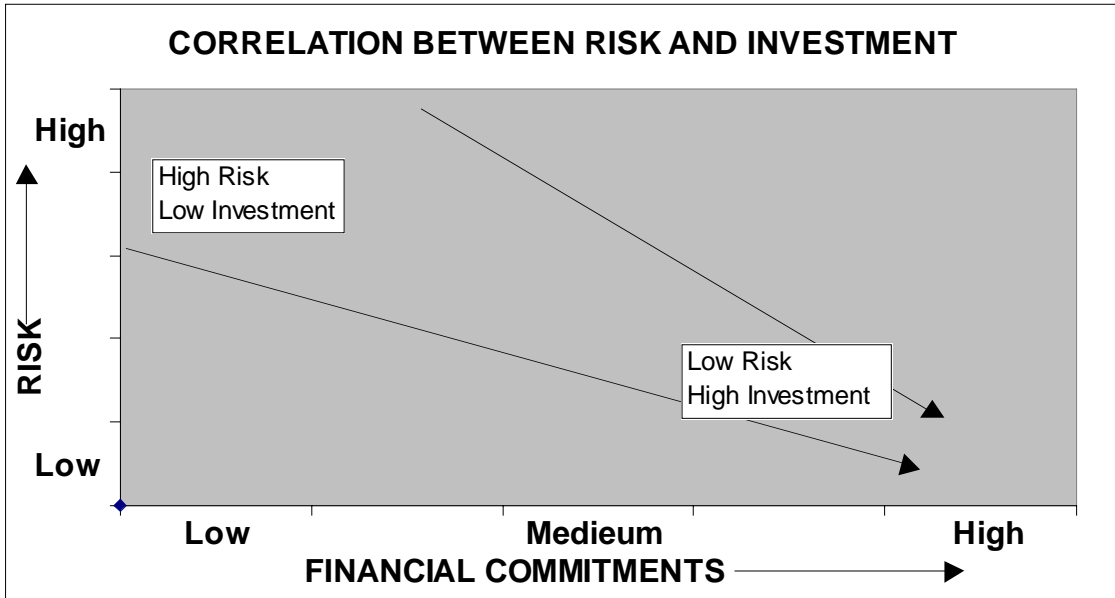 CORRELATION BETWEEN RISK AND INVESTMENT
High
High Risk
Low Investment
RISK
Low Risk
High Investment
Low
Low Medieum High
FINANCIAL COMMITMENTS